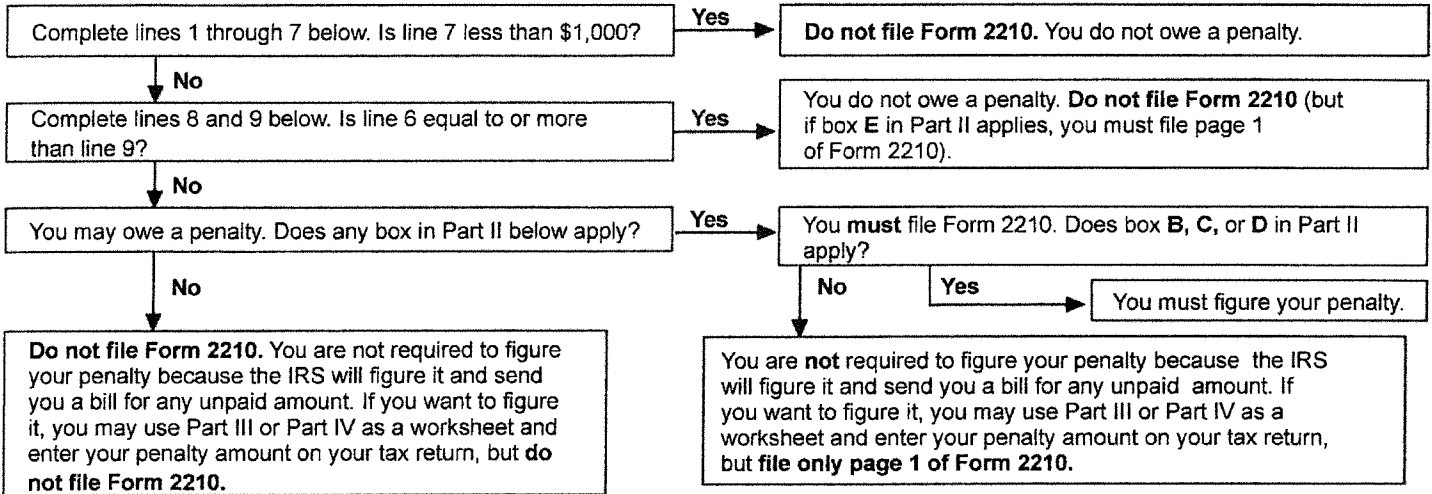 Complete lines 1 through 7 below. Is line 7 less than $1,000?
Yes
Do not file Form 2210. You do not owe a penalty.
No
Complete lines 8 and 9 below. Is line 6 equal to or more
than line 9?
Yes
You do not owe a penalty. Do not file Form 2210 (but
if box E in Part II applies, you must file page 1
of Form 2210).
No
You may owe a penalty. Does any box in Part II below apply?
Yes
You must file Form 2210. Does box B, C, or D in Part II
apply?
No
Yes
You must figure your penalty.
No
Do not file Form 2210. You are not required to figure
your penalty because the IRS will figure it and send
you a bill for any unpaid amount. If you want to figure
it, you may use Part III or Part IV as a worksheet and
enter your penalty amount on your tax return, but do
not file Form 2210.
You are not required to figure your penalty because the IRS
will figure it and send you a bill for any unpaid amount. If
you want to figure it, you may use Part III or Part IV as a
worksheet and enter your penalty amount on your tax return,
but file only page 1 of Form 2210.